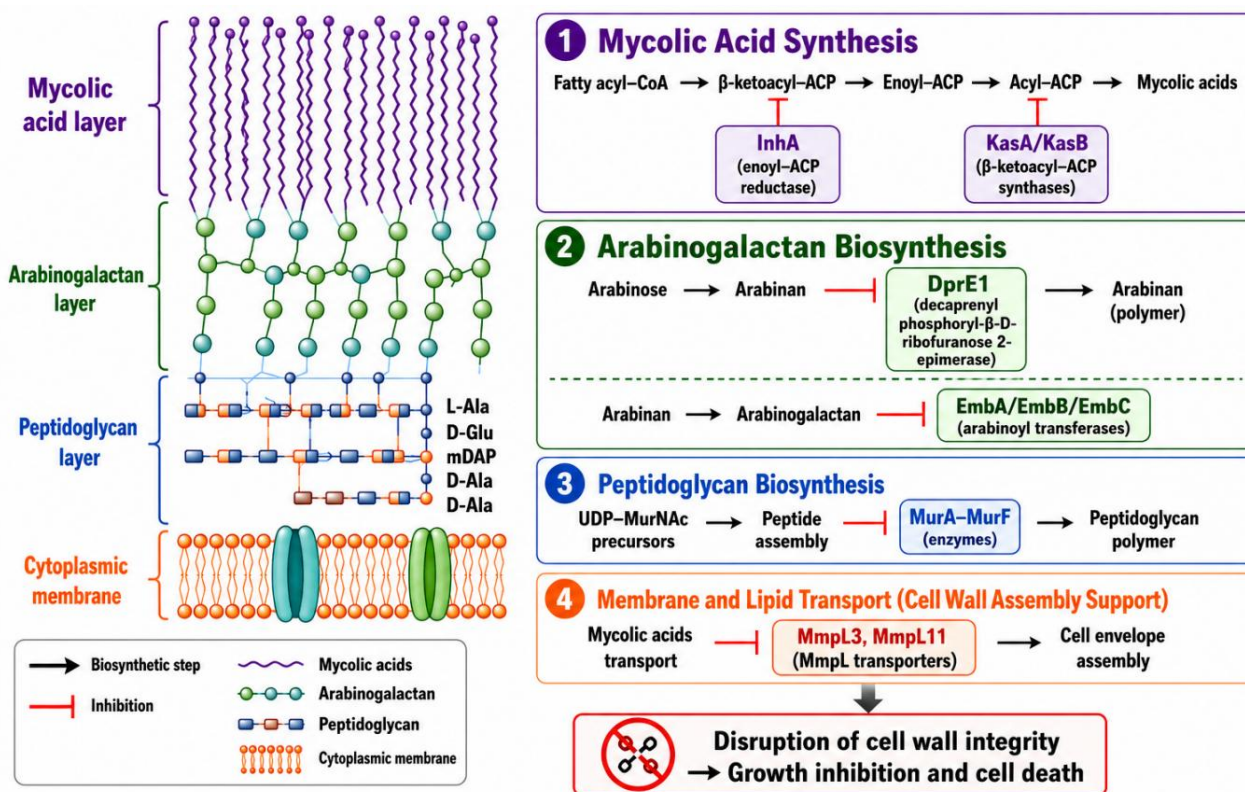 Mycolic
acid layer
Arabinogalactan
layer
Peptidoglycan
layer
L-Ala
D-Glu
mDAP
D-Ala
D-Ala
Cytoplasmic
membrane
Biosynthetic step
Inhibition
Mycolic acids
Arabinogalactan
Peptidoglycan
Cytoplasmic membrane
1 Mycolic Acid Synthesis
Fatty acyl–CoA → β-ketoacyl–ACP → Enoyl–ACP → Acyl–ACP → Mycolic acids
InhA
(enoyl–ACP
reductase)
KasA/KasB
(β-ketoacyl–ACP
synthases)
2 Arabinogalactan Biosynthesis
Arabinose → Arabinan
DprE1
(decaprenyl
phosphoryl-β-D-
ribofuranose 2-
epimerase)
→ Arabinan
(polymer)
Arabinan → Arabinogalactan
EmbA/EmbB/EmbC
(arabinoyl transferases)
3 Peptidoglycan Biosynthesis
UDP–MurNAc
precursors
→ Peptide
assembly
MurA–MurF
(enzymes)
→ Peptidoglycan
polymer
4 Membrane and Lipid Transport (Cell Wall Assembly Support)
Mycolic acids
transport
MmpL3, MmpL11
(MmpL transporters)
→ Cell envelope
assembly
Disruption of cell wall integrity
→ Growth inhibition and cell death